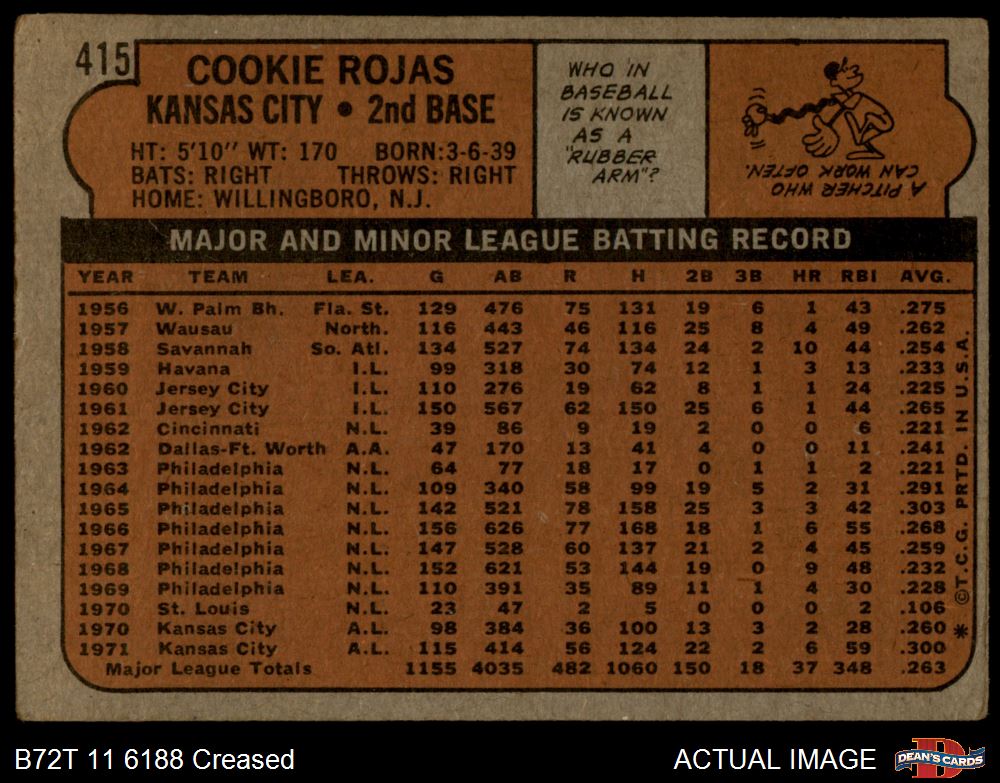 415
COOKIE ROJAS
KANSAS CITY • 2nd BASE
HT: 5'10" WT: 170 BORN:3-6-39
BATS: RIGHT THROWS: RIGHT
HOME: WILLINGBORO, N.J.
WHO IN
BASEBALL
IS KNOWN
AS A
"RUBBER
ARM"?
A PITCHER WHO
CAN WORK OFTEN.
MAJOR AND MINOR LEAGUE BATTING RECORD
YEAR TEAM LEA. G AB R H 2B 3B HR RBI AVG.
1956 W. Palm Bh. Fla. St. 129 476 75 131 19 6 1 43 .275
1957 Wausau North. 116 443 46 116 25 8 4 49 .262
1958 Savannah So. Atl. 134 527 74 134 24 2 10 44 .254
1959 Havana I.L. 99 318 30 74 12 1 3 13 .233
1960 Jersey City I.L. 110 276 19 62 8 1 1 24 .225
1961 Jersey City I.L. 150 567 62 150 25 6 1 44 .265
1962 Cincinnati N.L. 39 86 9 19 2 0 0 6 .221
1962 Dallas-Ft. Worth A.A. 47 170 13 41 4 0 0 11 .241
1963 Philadelphia N.L. 64 77 18 17 0 1 1 2 .221
1964 Philadelphia N.L. 109 340 58 99 19 5 2 31 .291
1965 Philadelphia N.L. 142 521 78 158 25 3 3 42 .303
1966 Philadelphia N.L. 156 626 77 168 18 1 6 55 .268
1967 Philadelphia N.L. 147 528 60 137 21 2 4 45 .259
1968 Philadelphia N.L. 152 621 53 144 19 0 9 48 .232
1969 Philadelphia N.L. 110 391 35 89 11 1 4 30 .228
1970 St. Louis N.L. 23 47 2 5 0 0 0 2 .106
1970 Kansas City A.L. 98 384 36 100 13 3 2 28 .260
1971 Kansas City A.L. 115 414 56 124 22 2 6 59 .300
Major League Totals 1155 4035 482 1060 150 18 37 348 .263
* ©T.C.G. PRTD. IN U.S.A.
B72T 11 6188 Creased
ACTUAL IMAGE
D
DEAN'S CARDS